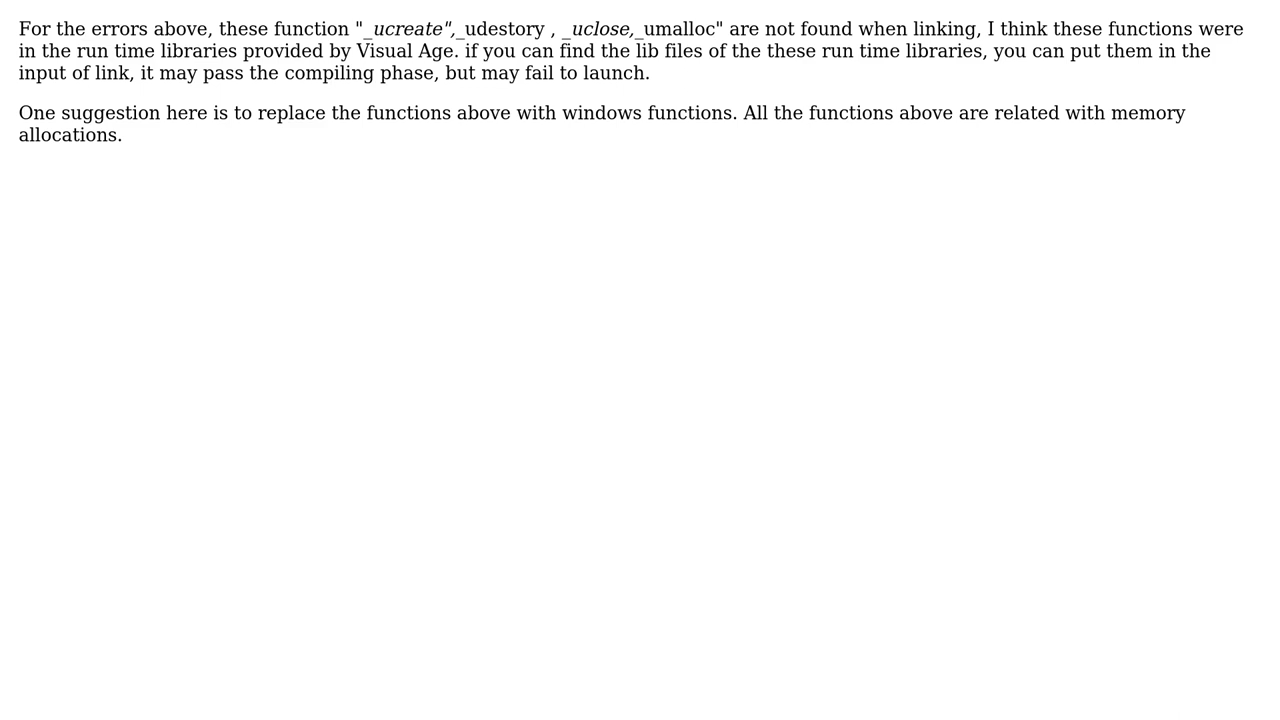 For the errors above, these function "_ucreate",_udestory , _uclose,_umalloc" are not found when linking, I think these functions were
in the run time libraries provided by Visual Age. if you can find the lib files of the these run time libraries, you can put them in the
input of link, it may pass the compiling phase, but may fail to launch.
One suggestion here is to replace the functions above with windows functions. All the functions above are related with memory
allocations.